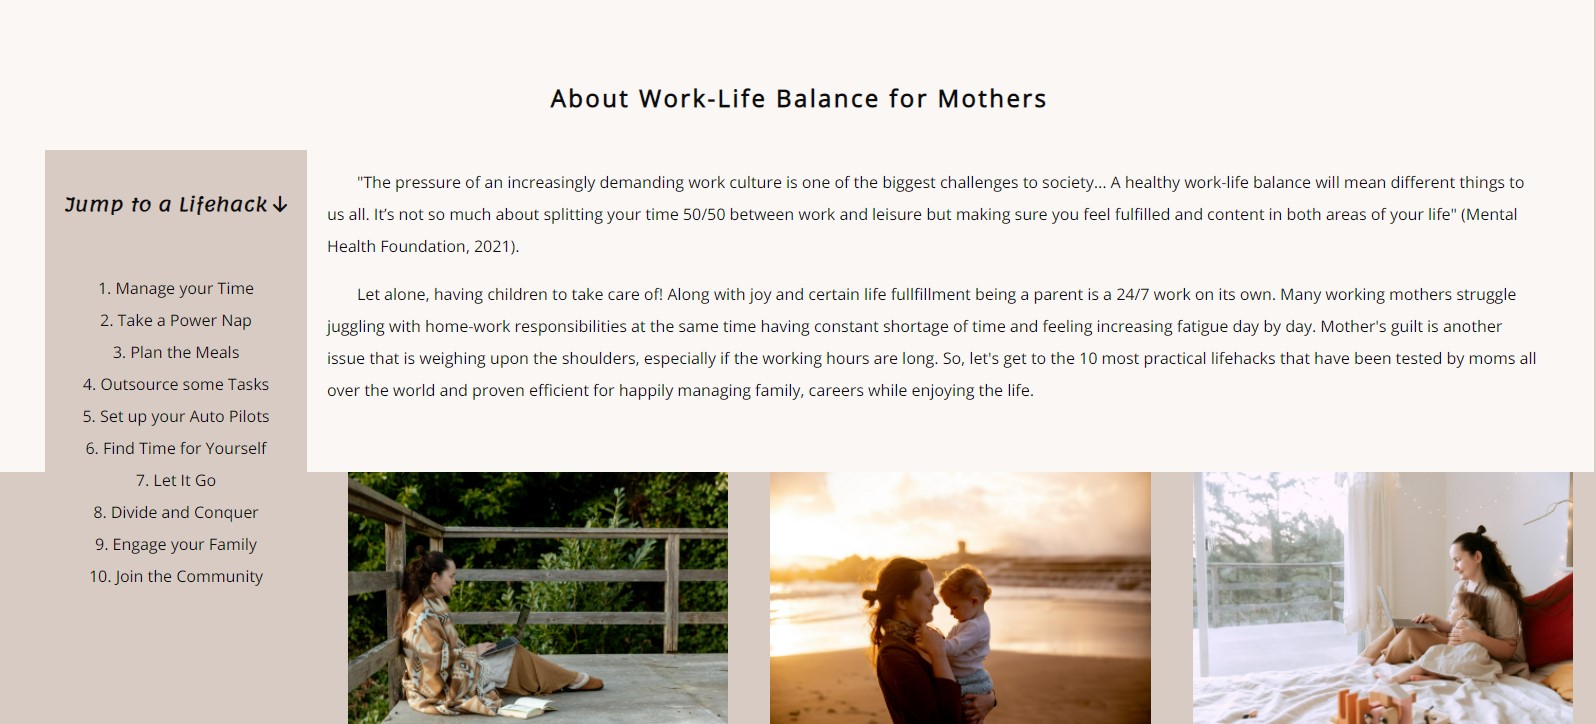 About Work-Life Balance for Mothers
Jump to a Lifehack↓
1. Manage your Time
2. Take a Power Nap
3. Plan the Meals
4. Outsource some Tasks
5. Set up your Auto Pilots
6. Find Time for Yourself
7. Let It Go
8. Divide and Conquer
9. Engage your Family
10. Join the Community
"The pressure of an increasingly demanding work culture is one of the biggest challenges to society... A healthy work-life balance will mean different things to
us all. It’s not so much about splitting your time 50/50 between work and leisure but making sure you feel fulfilled and content in both areas of your life" (Mental
Health Foundation, 2021).
Let alone, having children to take care of! Along with joy and certain life fullfillment being a parent is a 24/7 work on its own. Many working mothers struggle
juggling with home-work responsibilities at the same time having constant shortage of time and feeling increasing fatigue day by day. Mother's guilt is another
issue that is weighing upon the shoulders, especially if the working hours are long. So, let's get to the 10 most practical lifehacks that have been tested by moms all
over the world and proven efficient for happily managing family, careers while enjoying the life.